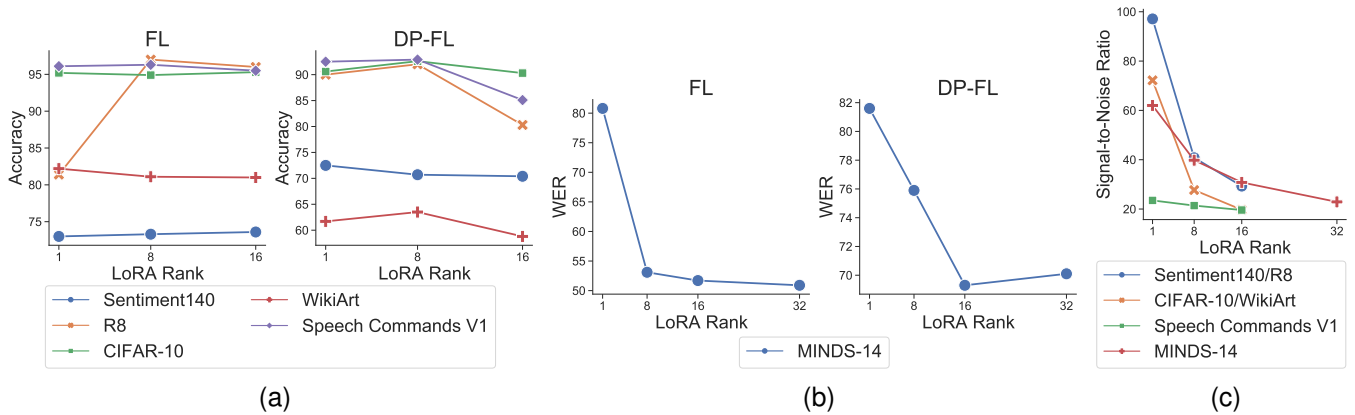 FL
Accuracy
95
90
85
80
75
1
8
16
LoRA Rank
DP-FL
Accuracy
95
90
85
80
75
70
65
60
1
8
16
LoRA Rank
Sentiment140
R8
CIFAR-10
WikiArt
Speech Commands V1
(a)
FL
WER
80
75
70
65
60
55
50
1
8
16
32
LoRA Rank
DP-FL
WER
82
80
78
76
74
72
70
1
8
16
32
LoRA Rank
MINDS-14
(b)
Signal-to-Noise Ratio
100
80
60
40
20
1
8
16
32
LoRA Rank
Sentiment140/R8
CIFAR-10/WikiArt
Speech Commands V1
MINDS-14
(c)